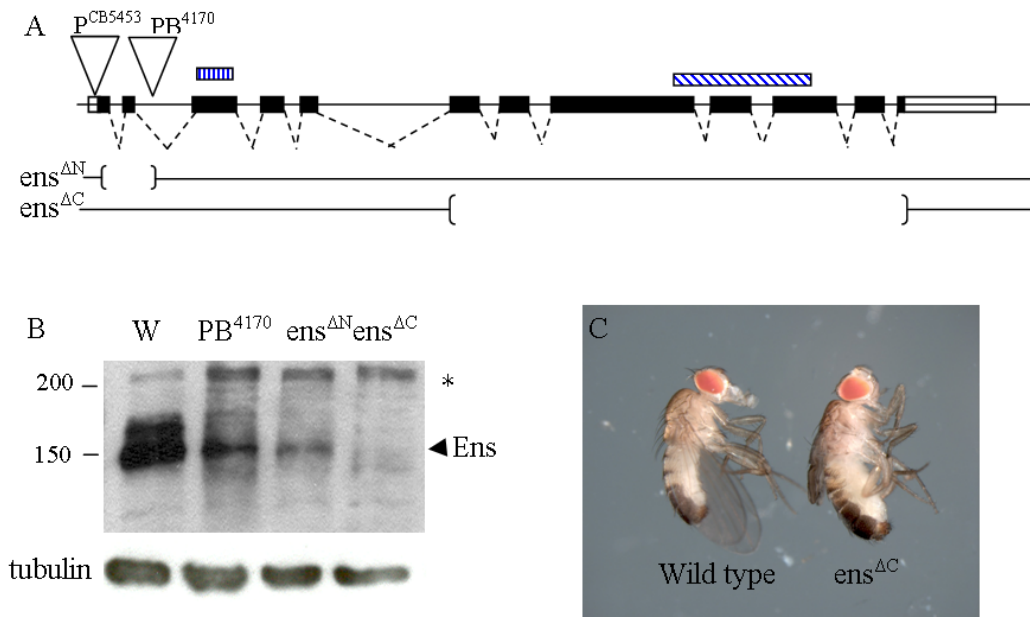 A
P^CB5453 PB^4170
ens^ΔN
ens^ΔC
B
W PB^4170 ens^ΔN ens^ΔC
200
*
150
Ens
tubulin
C
Wild type ens^ΔC